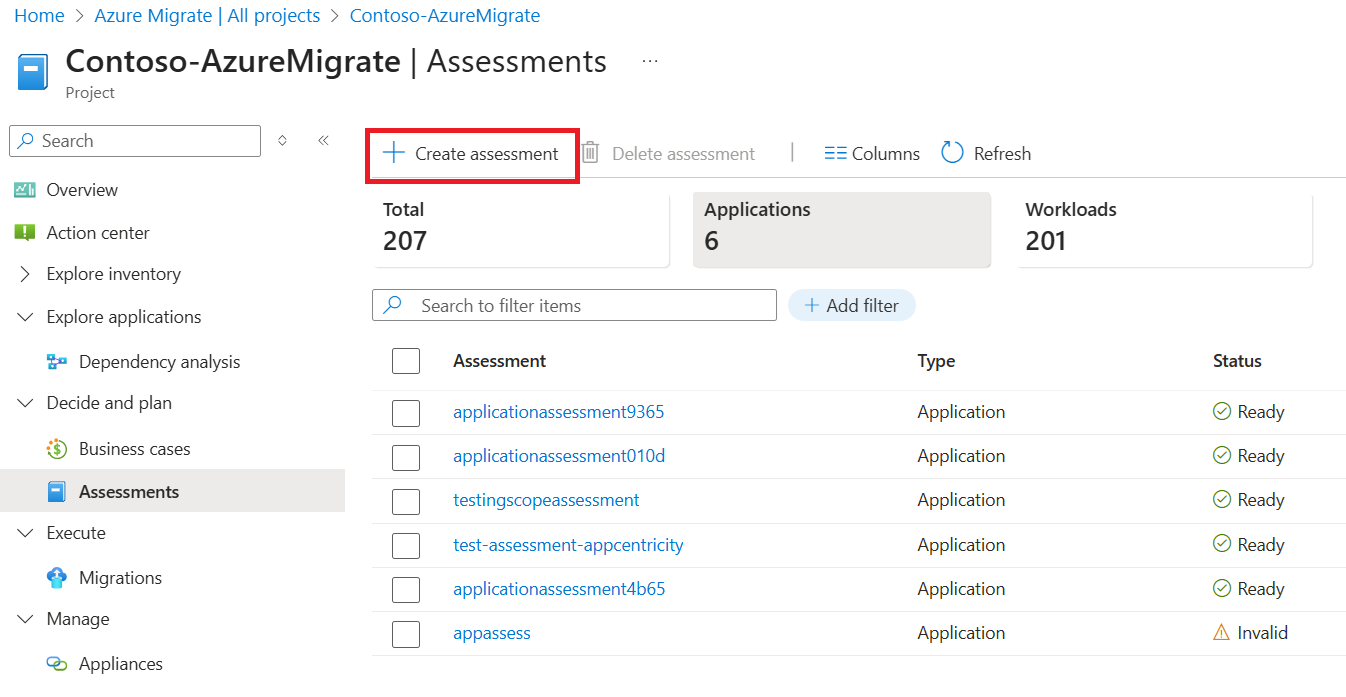 Home > Azure Migrate | All projects > Contoso-AzureMigrate
Contoso-AzureMigrate | Assessments ...
Project
Search
Overview
Action center
Explore inventory
Explore applications
Dependency analysis
Decide and plan
Business cases
Assessments
Execute
Migrations
Manage
Appliances
+ Create assessment Delete assessment | Columns Refresh
Total Applications Workloads
207 6 201
Search to filter items + Add filter
Assessment Type Status
applicationassessment9365 Application Ready
applicationassessment010d Application Ready
testingscopeassessment Application Ready
test-assessment-appcentricity Application Ready
applicationassessment4b65 Application Ready
appassess Application Invalid